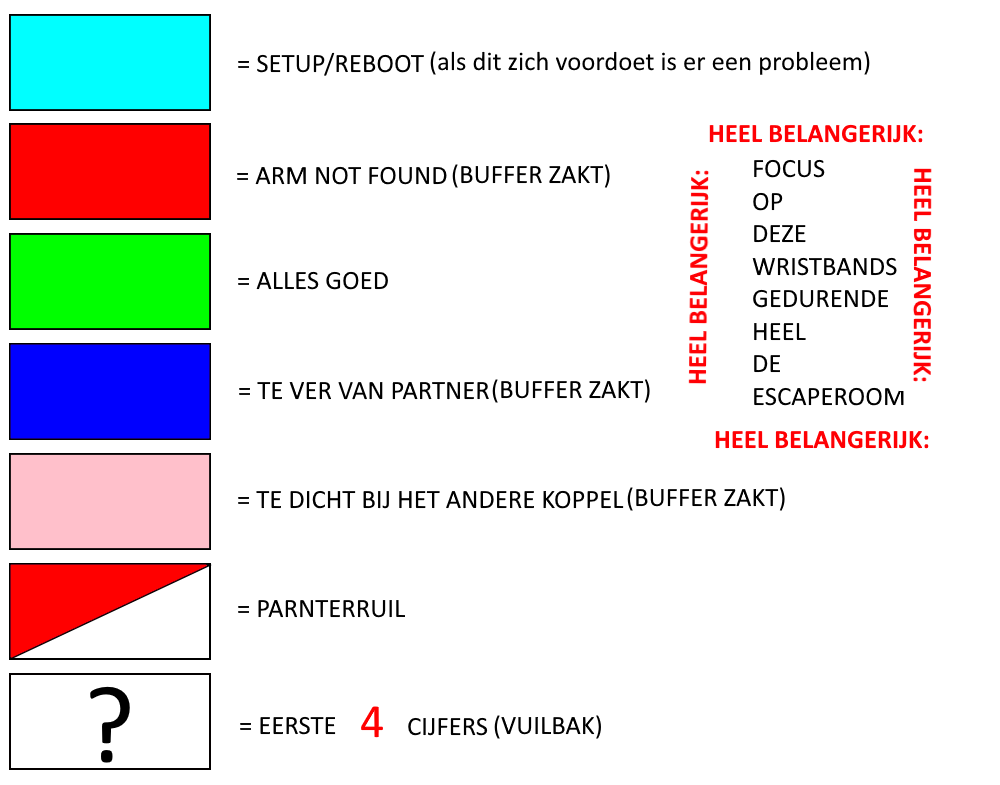 = SETUP/REBOOT (als dit zich voordoet is er een probleem)
= ARM NOT FOUND (BUFFER ZAKT)
= ALLES GOED
= TE VER VAN PARTNER (BUFFER ZAKT)
= TE DICHT BIJ HET ANDERE KOPPEL (BUFFER ZAKT)
= PARNTERRUIL
?
= EERSTE 4 CIJFERS (VUILBAK)
HEEL BELANGERIJK:
HEEL BELANGERIJK:
FOCUS
OP
DEZE
WRISTBANDS
GEDURENDE
HEEL
DE
ESCAPEROOM
HEEL BELANGERIJK:
HEEL BELANGERIJK: